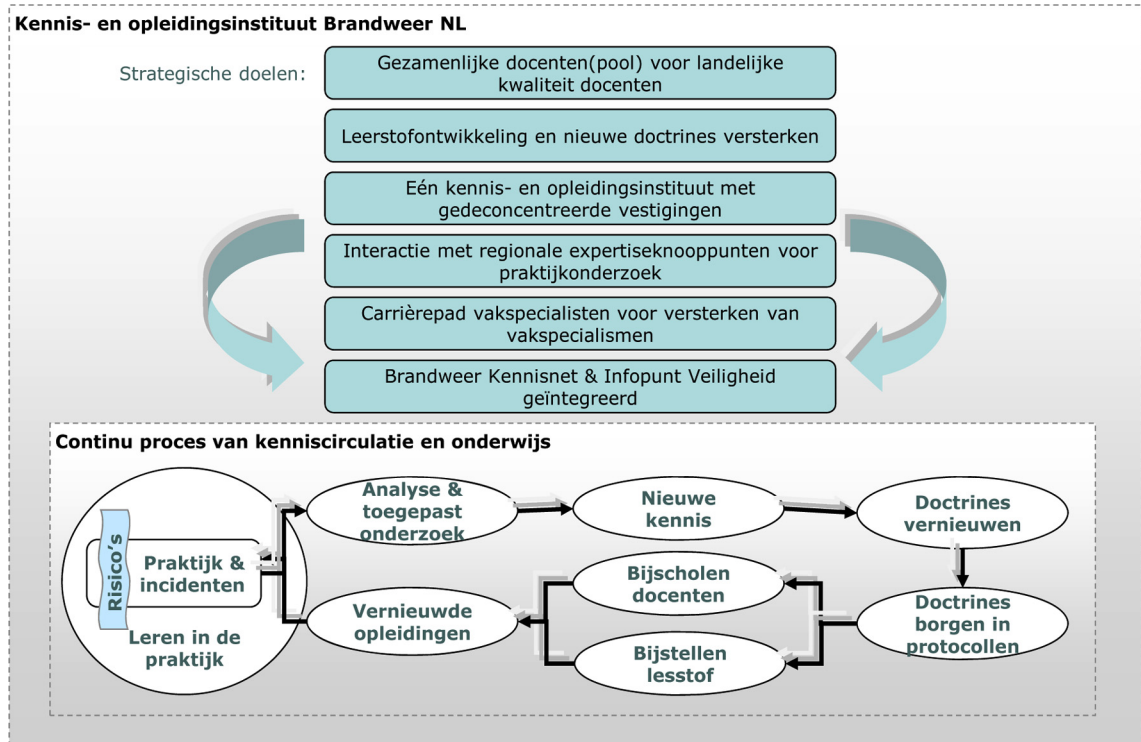 Kennis- en opleidingsinstituut Brandweer NL
Strategische doelen:
Gezamenlijke docenten(pool) voor landelijke
kwaliteit docenten
Leerstofontwikkeling en nieuwe doctrines versterken
Eén kennis- en opleidingsinstituut met
gedeconcentreerde vestigingen
Interactie met regionale expertiseknooppunten voor
praktijkonderzoek
Carrièrepad vakspecialisten voor versterken van
vakspecialismen
Brandweer Kennisnet & Infopunt Veiligheid
geïntegreerd
Continu proces van kenniscirculatie en onderwijs
Risico's
Praktijk &
incidenten
Leren in de
praktijk
Analyse &
toegepast
onderzoek
Nieuwe
kennis
Doctrines
vernieuwen
Doctrines
borgen in
protocollen
Bijscholen
docenten
Bijstellen
lesstof
Vernieuwde
opleidingen